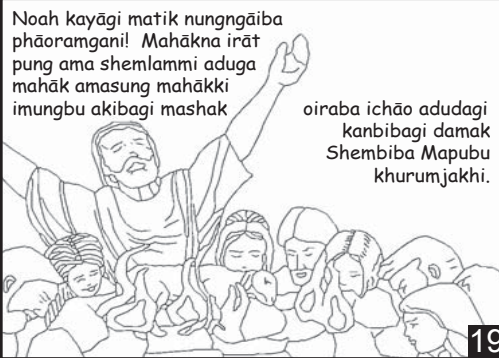 Noah kayāgi matik nungngāiba
phāoramgani! Mahākna irāt
pung ama shemlammi aduga
mahāk amasung mahākki
imungbu akibagi mashak
oiraba ichāo adudagi
kanbibagi damak
Shembiba Mapubu
khurumjakhi.
19